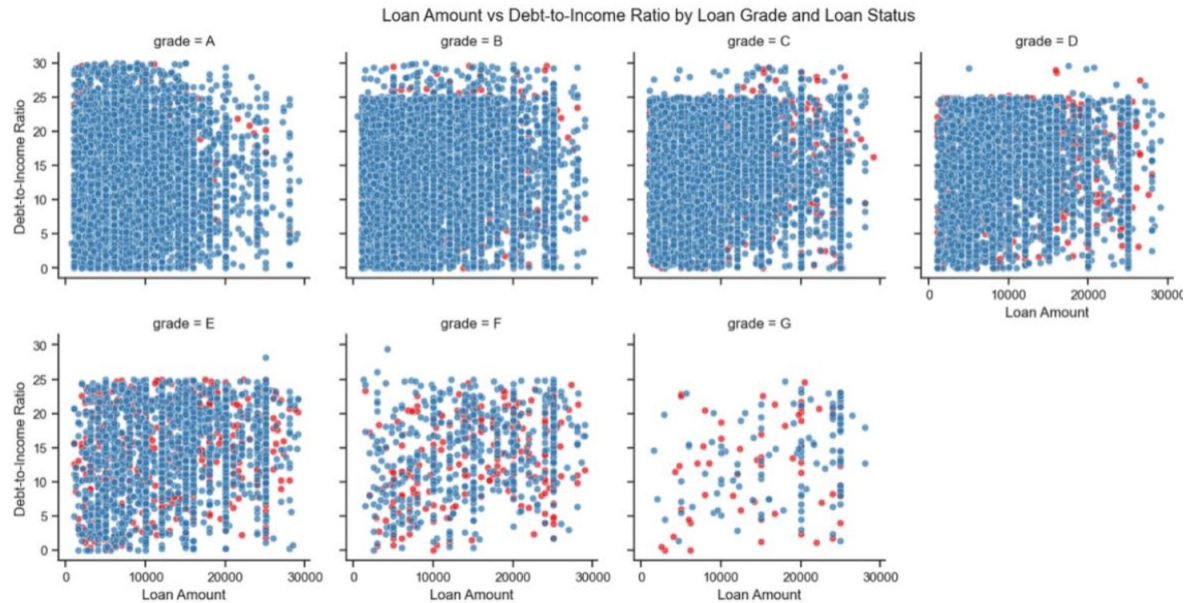 Loan Amount vs Debt-to-Income Ratio by Loan Grade and Loan Status
grade = A
grade = B
grade = C
grade = D
30
25
20
15
10
5
0
Debt-to-Income Ratio
0
10000
20000
30000
Loan Amount
grade = E
grade = F
grade = G
30
25
20
15
10
5
0
Debt-to-Income Ratio
0
10000
20000
30000
Loan Amount
0
10000
20000
30000
Loan Amount
0
10000
20000
30000
Loan Amount